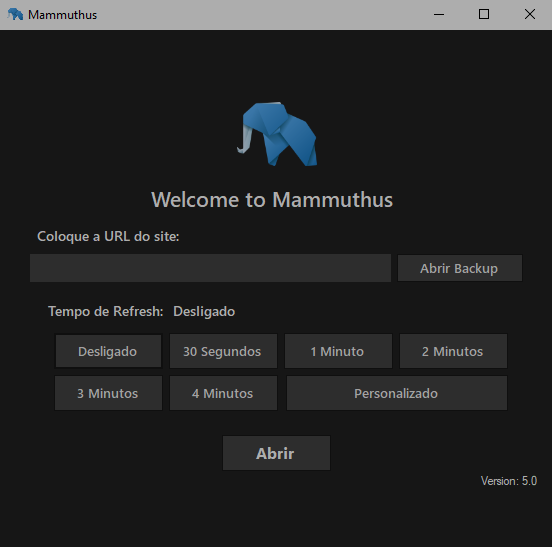 Mammuthus
Welcome to Mammuthus
Coloque a URL do site:
Abrir Backup
Tempo de Refresh: Desligado
Desligado 30 Segundos 1 Minuto 2 Minutos
3 Minutos 4 Minutos Personalizado
Abrir
Version: 5.0